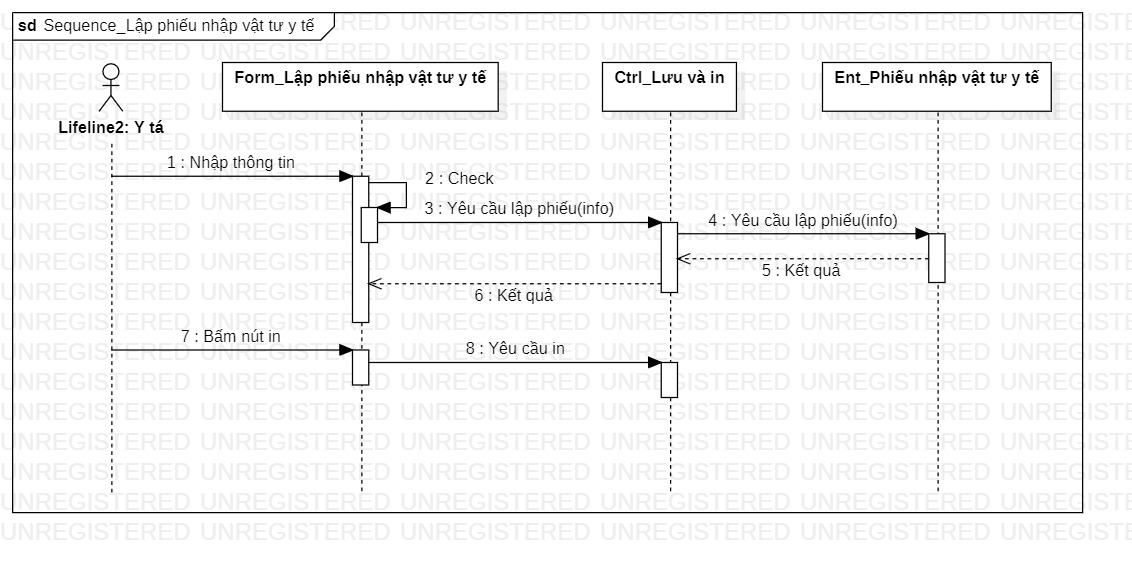 sd Sequence_Lập phiếu nhập vật tư y tế
Form_Lập phiếu nhập vật tư y tế
Ctrl_Lưu và in
Ent_Phiếu nhập vật tư y tế
Lifeline2: Y tá
1 : Nhập thông tin
2 : Check
3 : Yêu cầu lập phiếu(info)
4 : Yêu cầu lập phiếu(info)
5 : Kết quả
6 : Kết quả
7 : Bấm nút in
8 : Yêu cầu in
UNREGISTERED UNREGISTERED UNREGISTERED UNREGISTERED UNREGISTERED UNREGISTERED